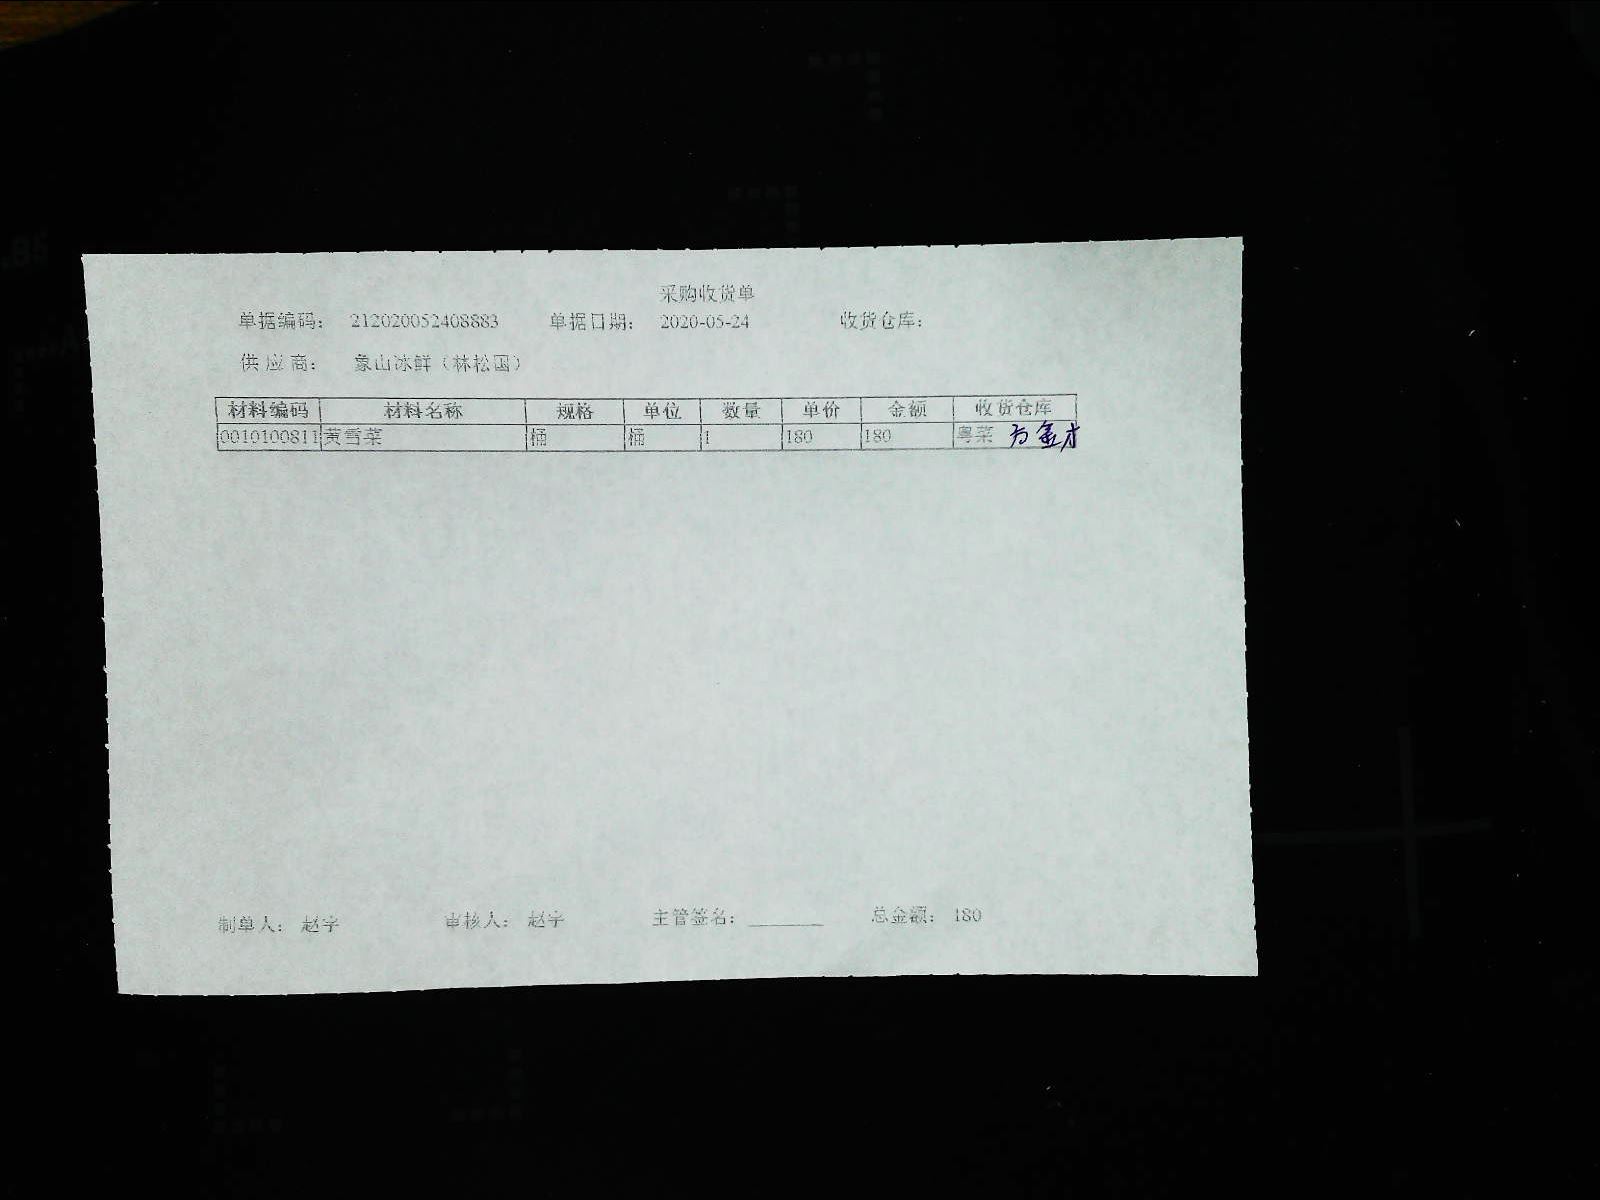 采购收货单
单据编码： 212020052408883 单据日期： 2020-05-24 收货仓库：
供 应 商： 象山冰鲜（林松国）
材料编码 材料名称 规格 单位 数量 单价 金额 收货仓库
0010100811 黄雪菜 桶 桶 1 180 180 粤菜
制单人： 赵宇 审核人： 赵宇 主管签名： 总金额： 180